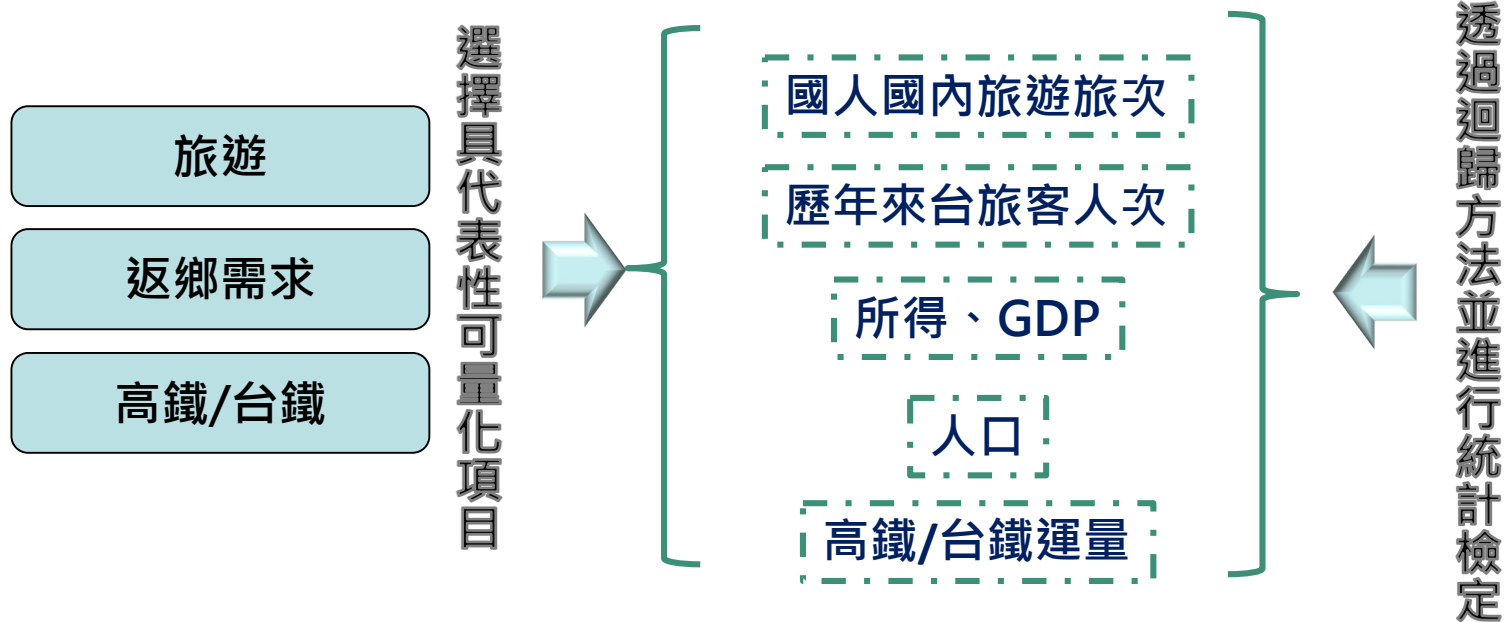 旅遊
返鄉需求
高鐵/台鐵
選擇具代表性可量化項目
國人國內旅遊旅次
歷年來台旅客人次
所得、GDP
人口
高鐵/台鐵運量
透過迴歸方法並進行統計檢定